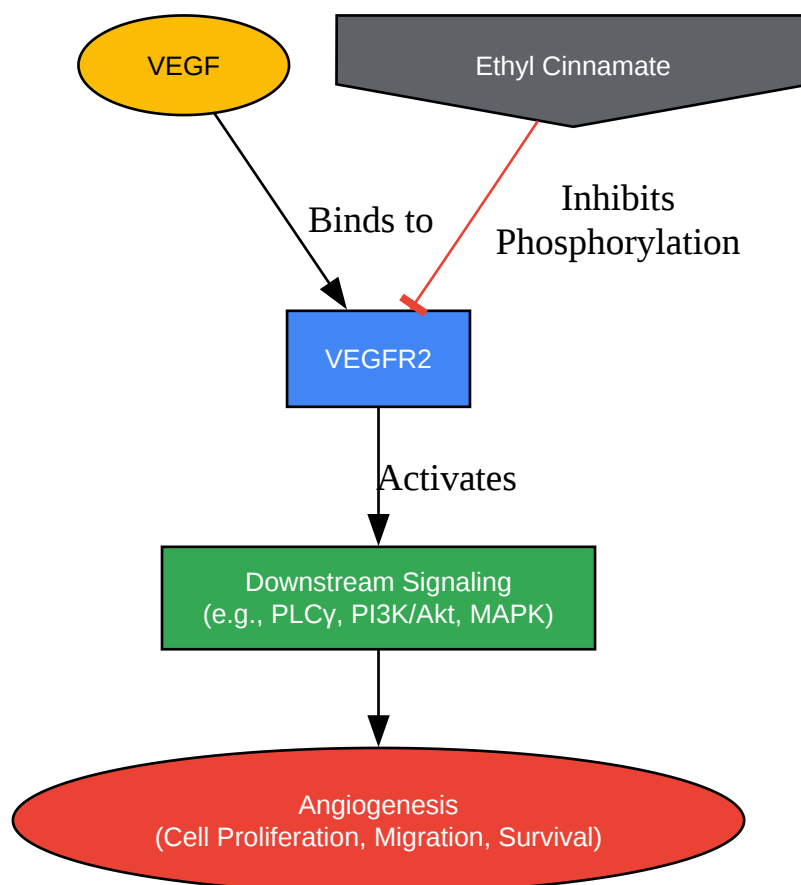 VEGF
Ethyl Cinnamate
Binds to
Inhibits
Phosphorylation
VEGFR2
Activates
Downstream Signaling
(e.g., PLCγ, PI3K/Akt, MAPK)
Angiogenesis
(Cell Proliferation, Migration, Survival)